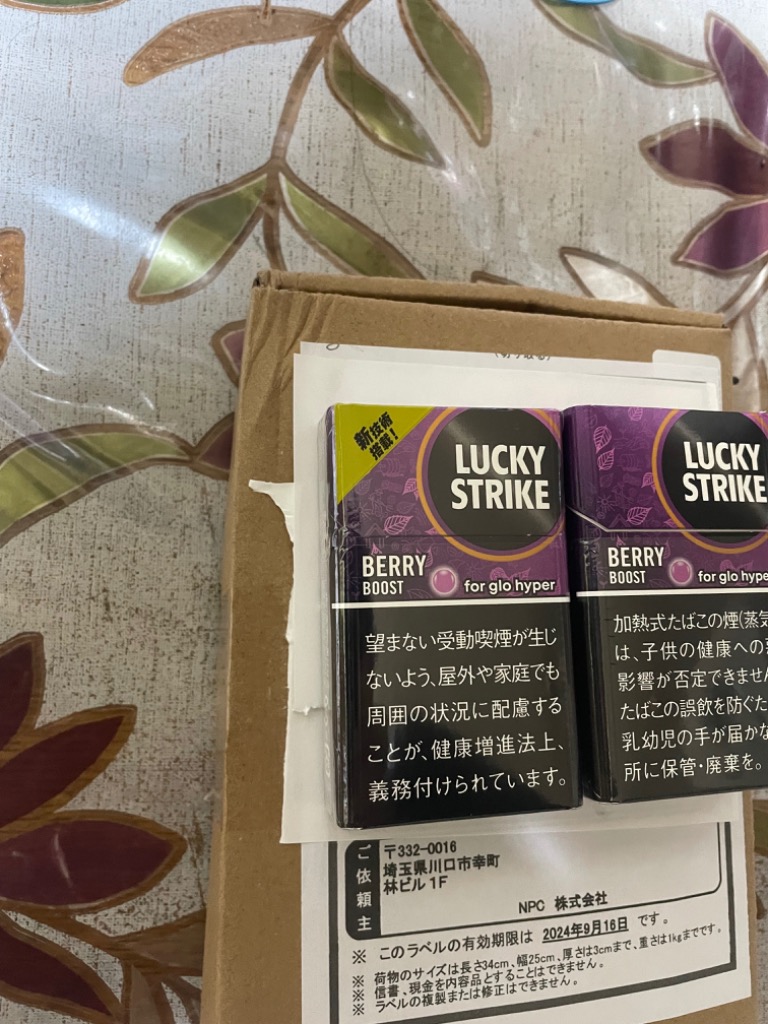 新技術
搭載!
LUCKY
STRIKE
BERRY
BOOST
for glo hyper
望まない受動喫煙が生じ
ないよう、屋外や家庭でも
周囲の状況に配慮する
ことが、健康増進法上、
義務付けられています。
LUCKY
STRIKE
BERRY
BOOST
for glo hype
加熱式たばこの煙(蒸気
は、子供の健康への
影響が否定できません
たばこの誤飲を防ぐた
乳幼児の手が届かな
所に保管・廃棄を。
ご依頼主
〒332-0016
埼玉県川口市幸町
林ビル1F
NPC 株式会社
※ このラベルの有効期限は 2024年9月16日 です。
※ 荷物のサイズは長さ34cm、幅25cm、厚さは3cmまで、重さは1kgまでです。
※ 信書、現金を内容品とすることはできません。
※ ラベルの複製または修正はできません。